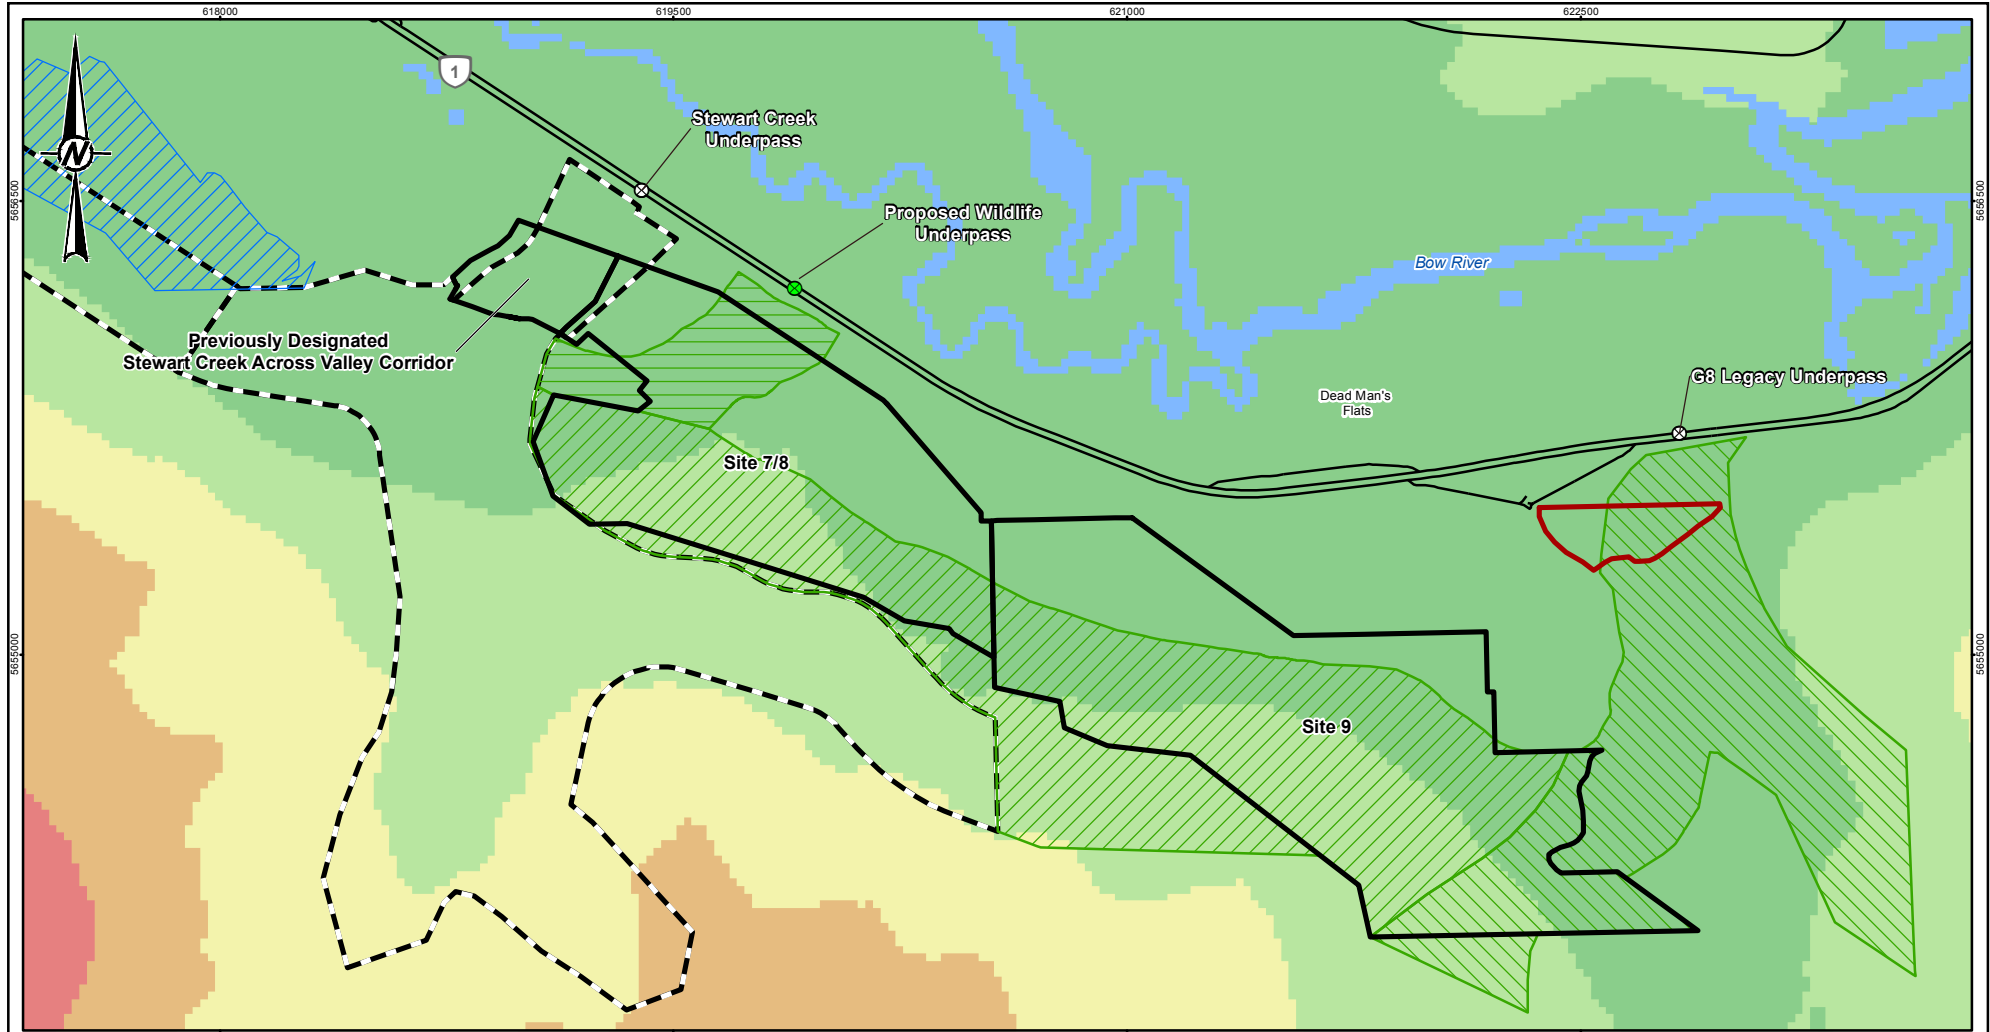 618000
619500
621000
622500
1
N
Stewart Creek
Underpass
5656500
5656500
Proposed Wildlife
Underpass
Bow River
Previously Designated
Stewart Creek Across Valley Corridor
G8 Legacy Underpass
Dead Man's
Flats
Site 7/8
5655000
5655000
Site 9